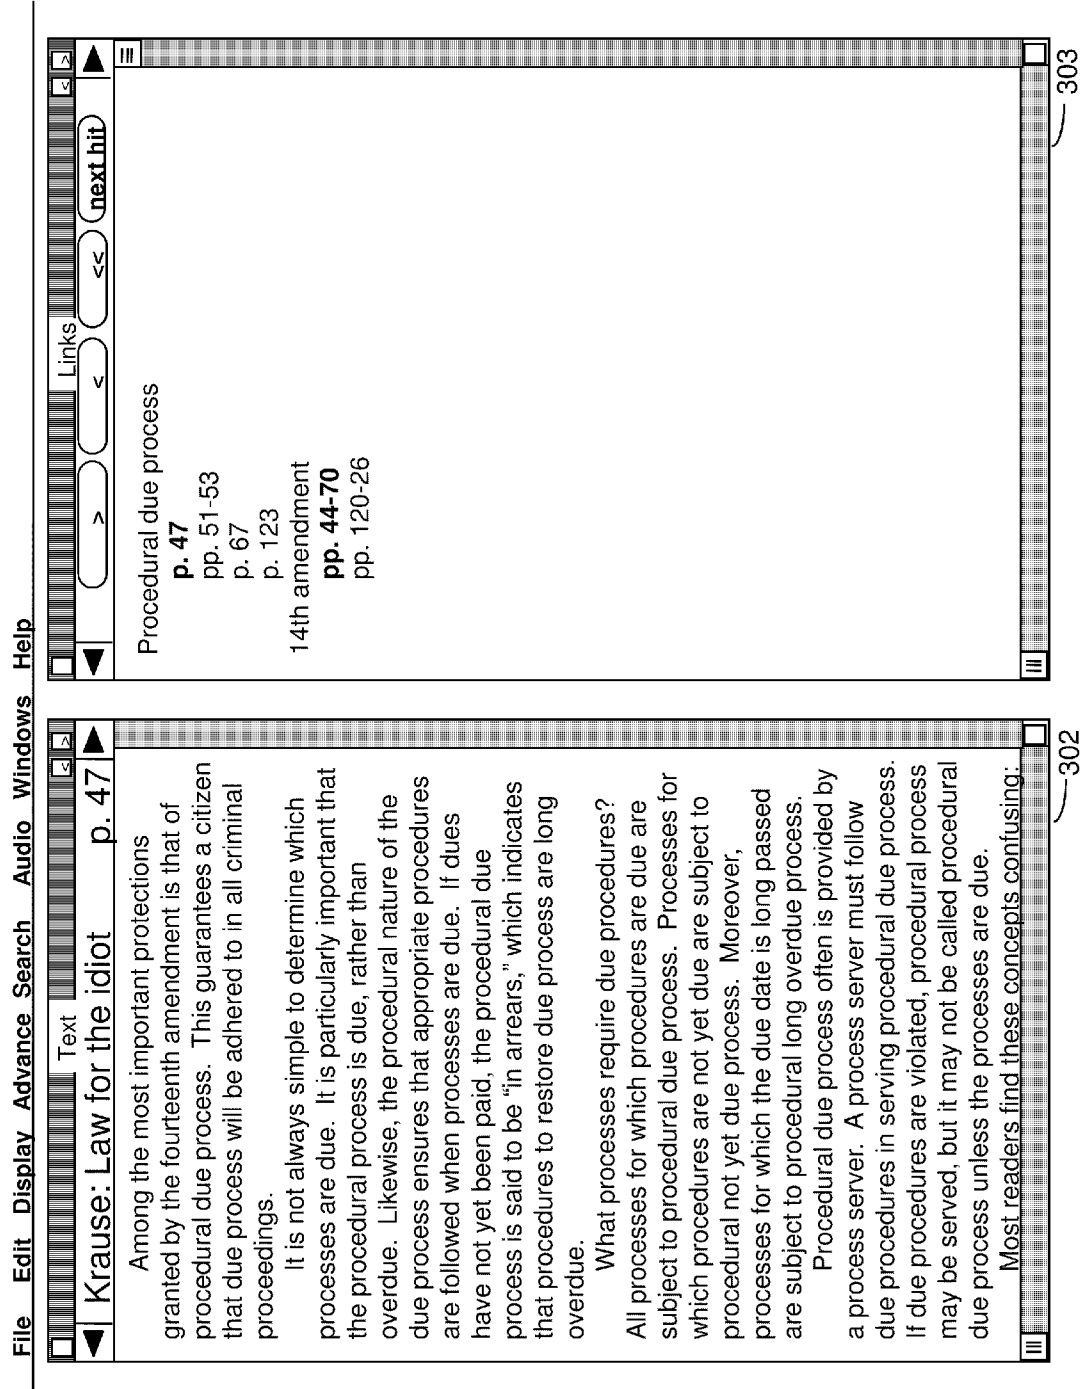 File Edit Display Advance Search Audio Windows Help
Text
Krause: Law for the idiot p. 47
Among the most important protections
granted by the fourteenth amendment is that of
procedural due process. This guarantees a citizen
that due process will be adhered to in all criminal
proceedings.
It is not always simple to determine which
processes are due. It is particularly important that
the procedural process is due, rather than
overdue. Likewise, the procedural nature of the
due process ensures that appropriate procedures
are followed when processes are due. If dues
have not yet been paid, the procedural due
process is said to be “in arrears,” which indicates
that procedures to restore due process are long
overdue.
What processes require due procedures?
All processes for which procedures are due are
subject to procedural due process. Processes for
which procedures are not yet due are subject to
procedural not yet due process. Moreover,
processes for which the due date is long passed
are subject to procedural long overdue process.
Procedural due process often is provided by
a process server. A process server must follow
due procedures in serving procedural due process.
If due procedures are violated, procedural process
may be served, but it may not be called procedural
due process unless the processes are due.
Most readers find these concepts confusing:
302
Links
> < << next hit
Procedural due process
p. 47
pp. 51-53
p. 67
p. 123
14th amendment
pp. 44-70
pp. 120-26
303